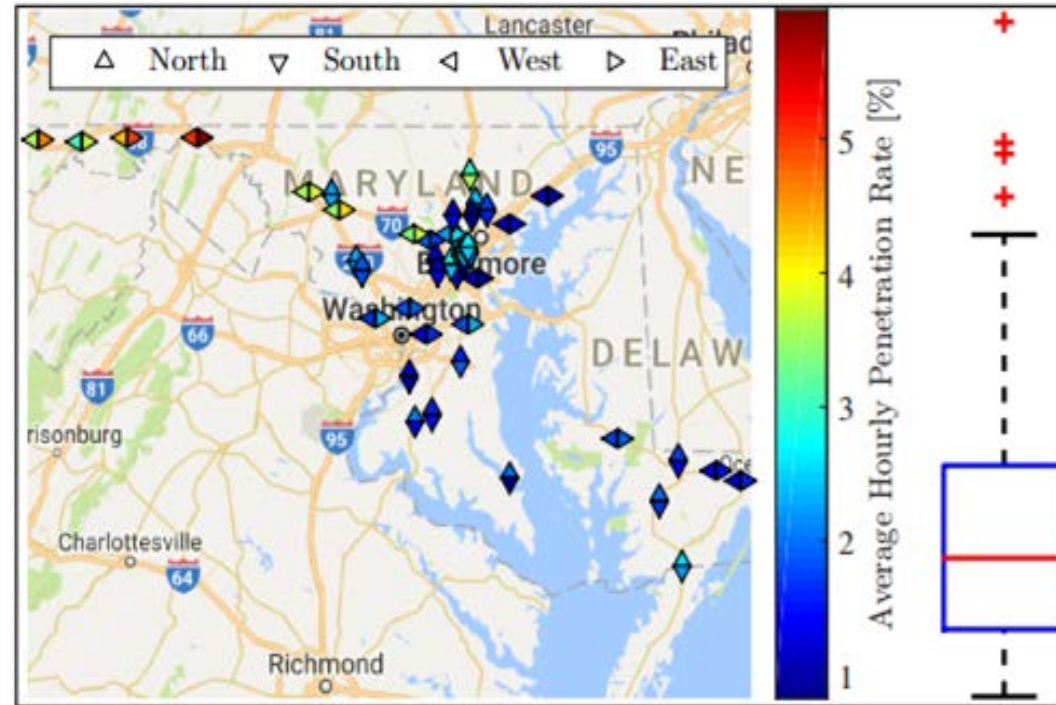 Lancaster
North South West East
95
MARYLAND
NE
70
Washington
66
DELAW
81
risonburg
95
Oce
Charlottesville
64
Richmond
5
4
3
2
1
Average Hourly Penetration Rate [%]